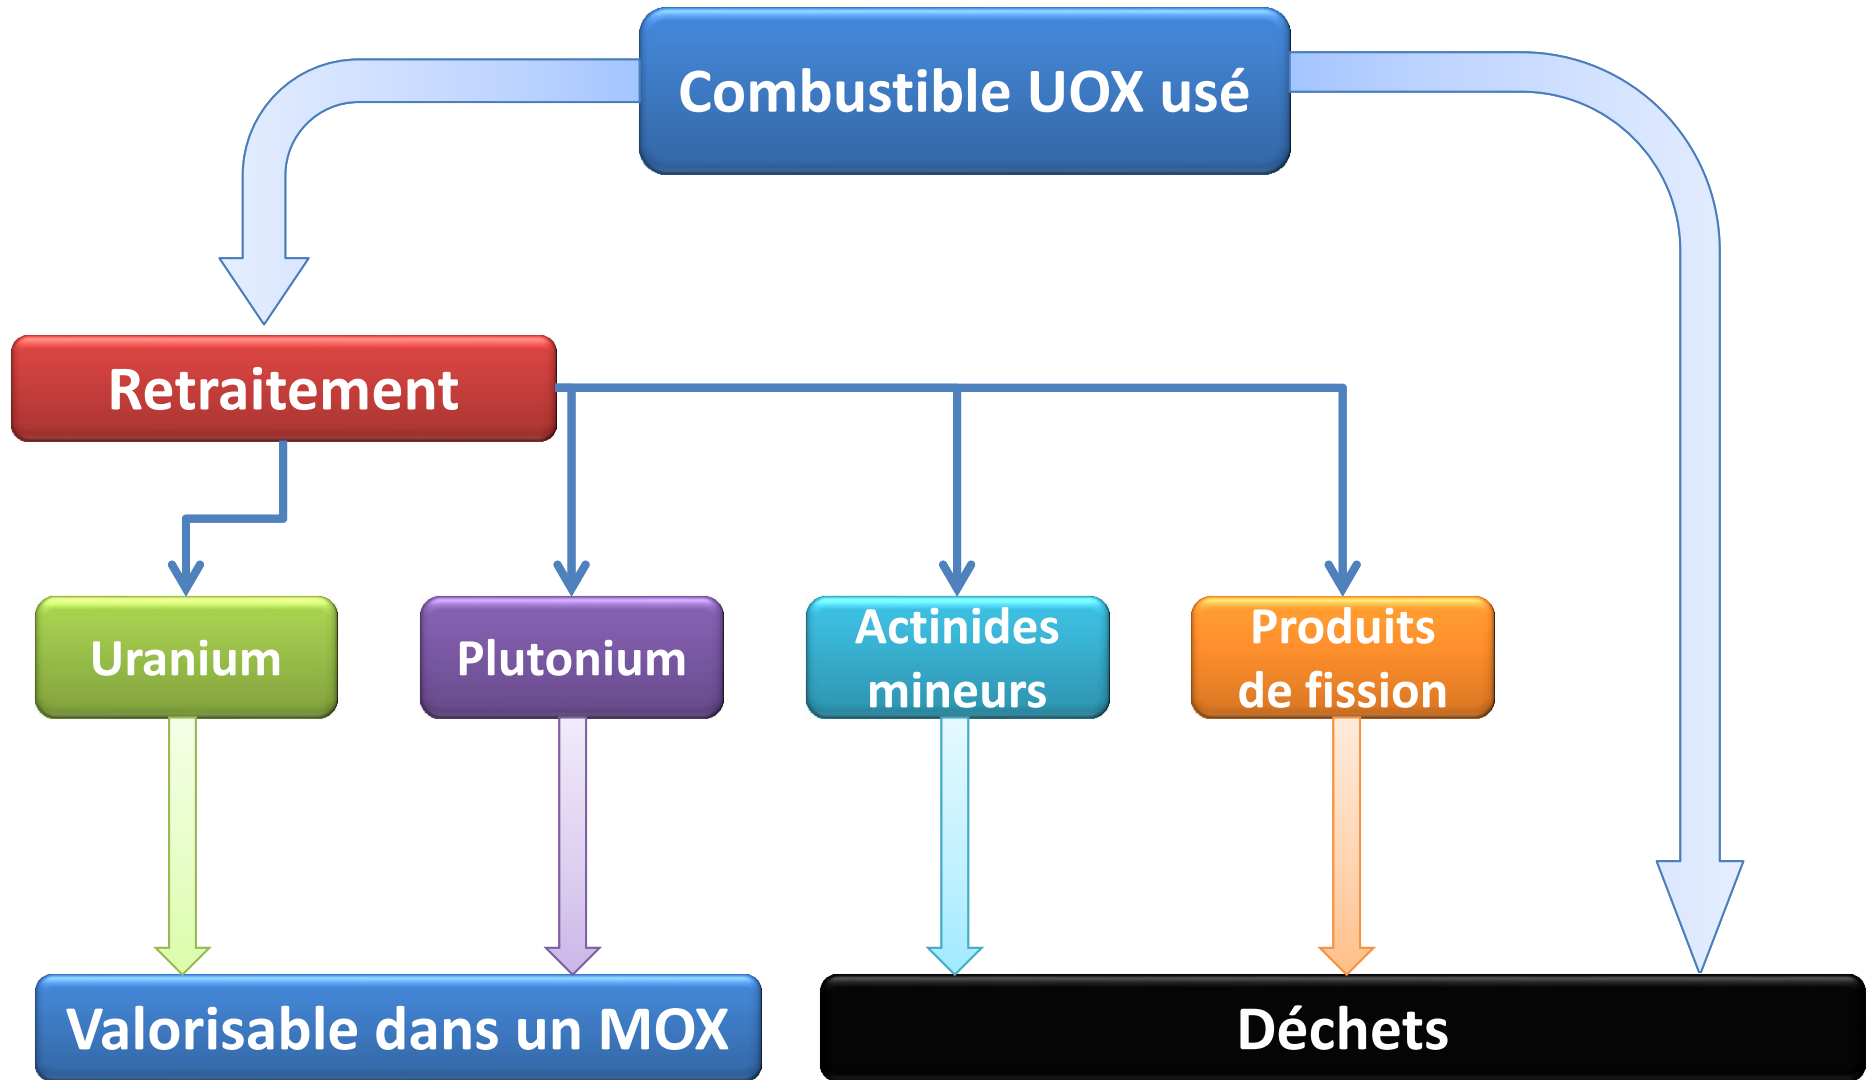 Combustible UOX usé
Retraitement
Uranium
Plutonium
Actinides
mineurs
Produits
de fission
Valorisable dans un MOX
Déchets